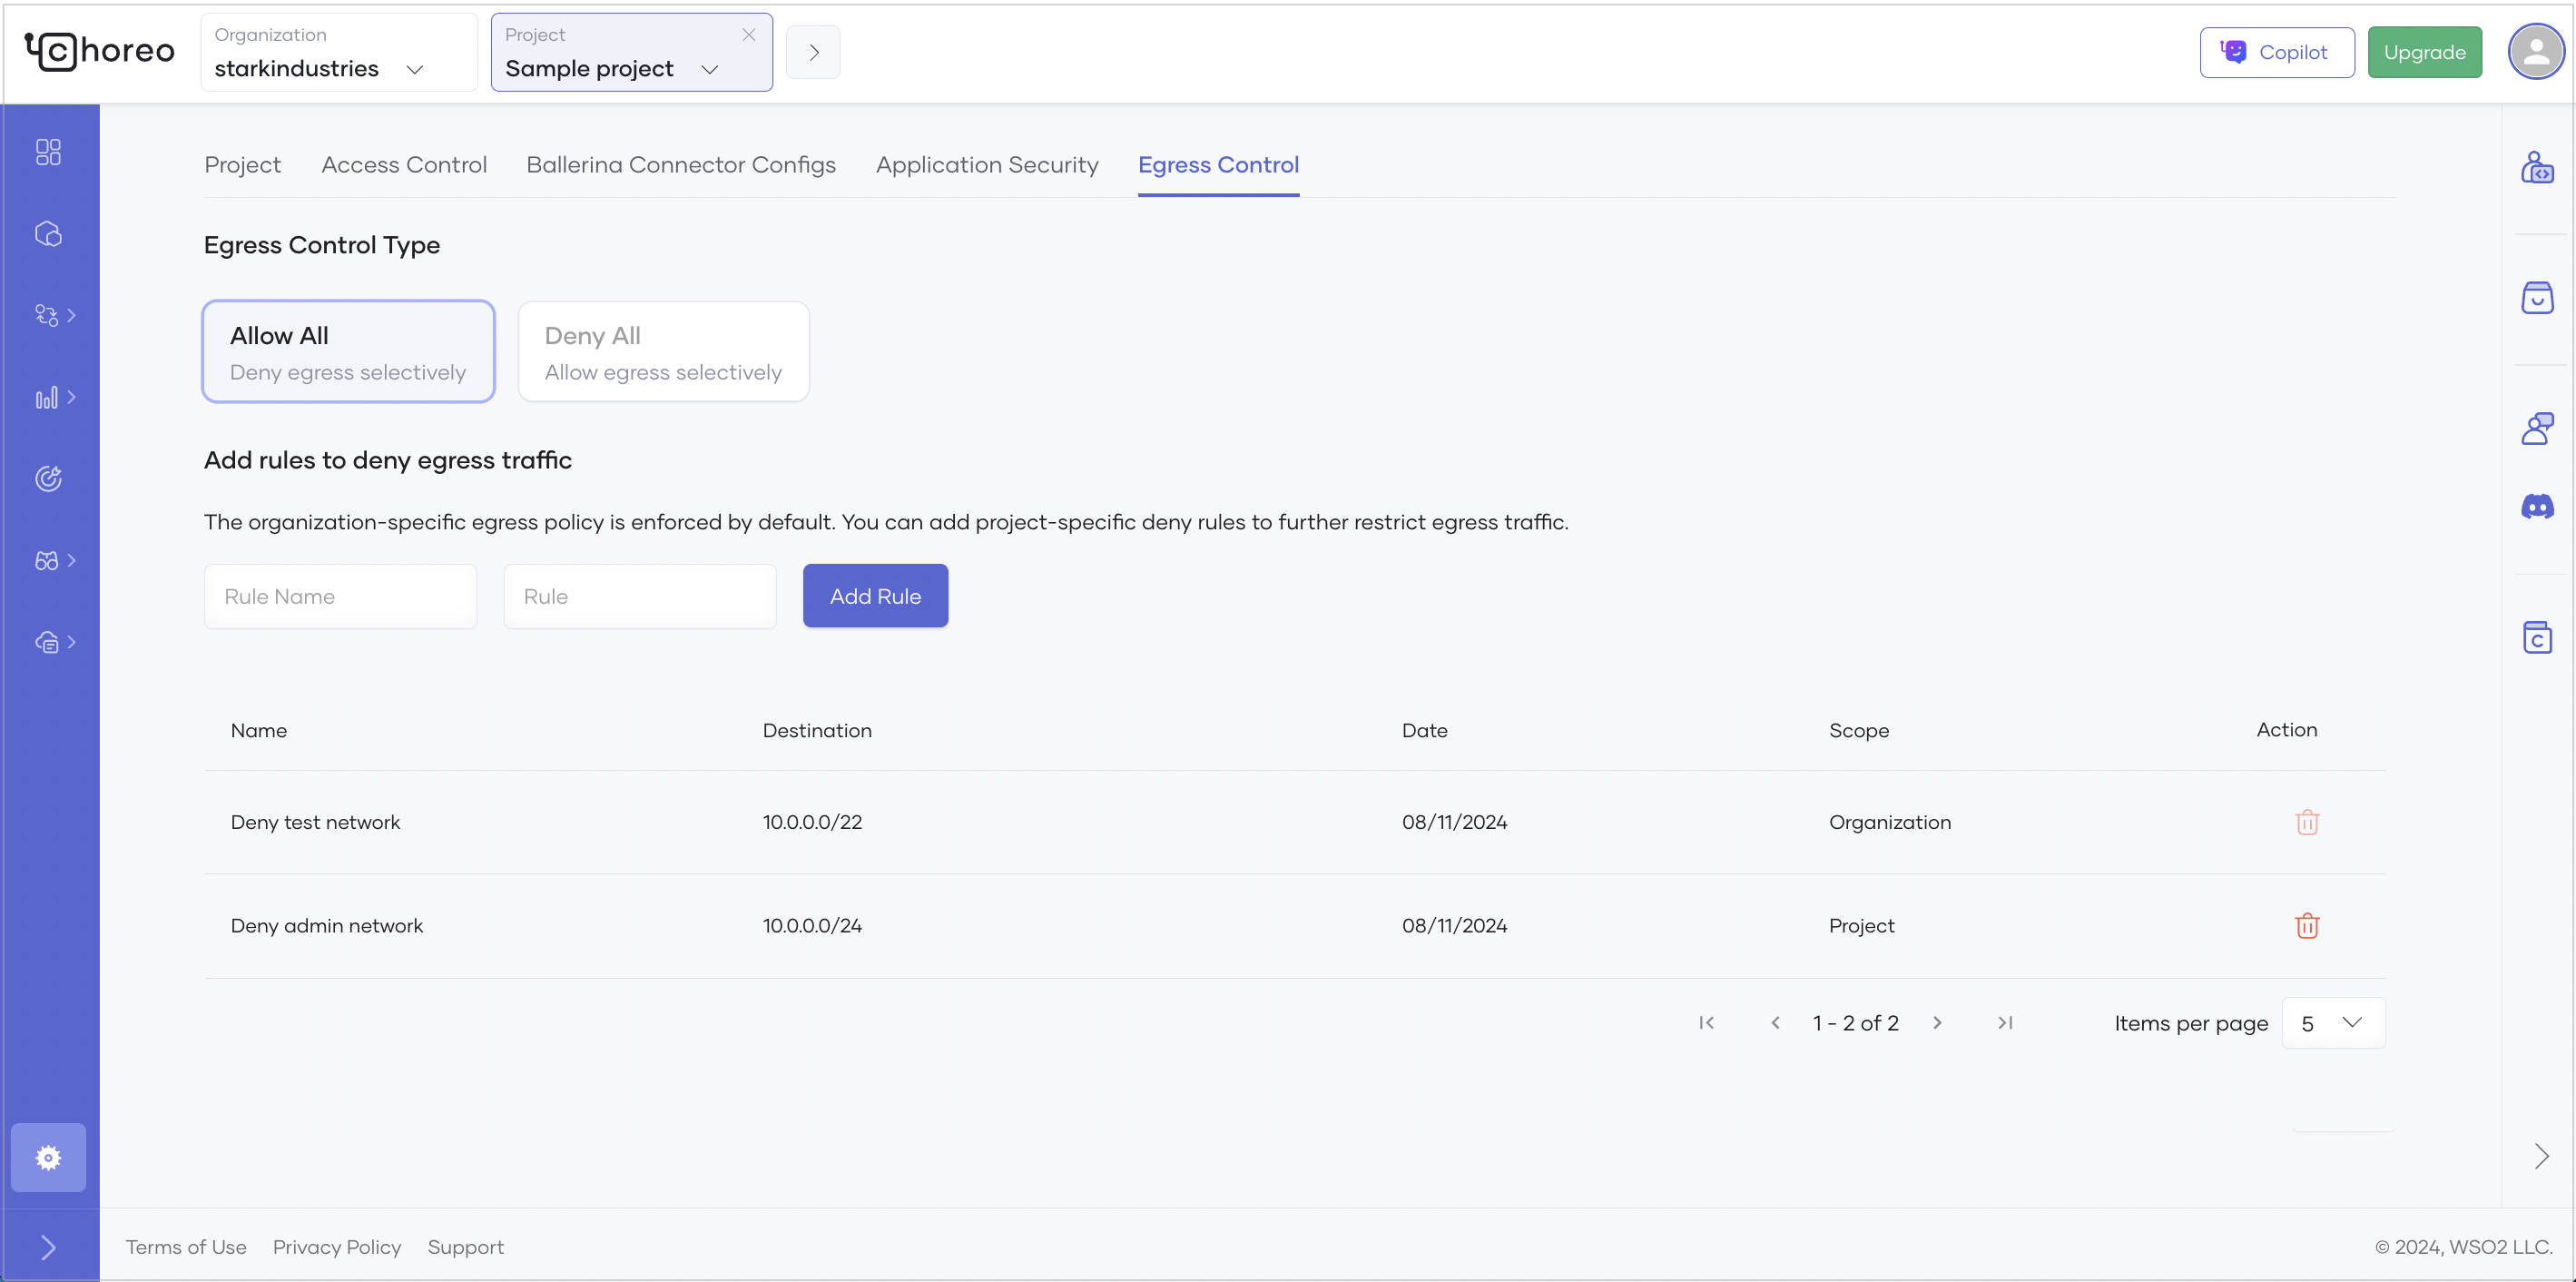 choreo
Organization
starkindustries
Project
Sample project
Copilot
Upgrade
Project Access Control Ballerina Connector Configs Application Security Egress Control
Egress Control Type
Allow All
Deny egress selectively
Deny All
Allow egress selectively
Add rules to deny egress traffic
The organization-specific egress policy is enforced by default. You can add project-specific deny rules to further restrict egress traffic.
Rule Name Rule Add Rule
Name Destination Date Scope Action
Deny test network 10.0.0.0/22 08/11/2024 Organization
Deny admin network 10.0.0.0/24 08/11/2024 Project
1 - 2 of 2 Items per page 5
Terms of Use Privacy Policy Support © 2024, WSO2 LLC.